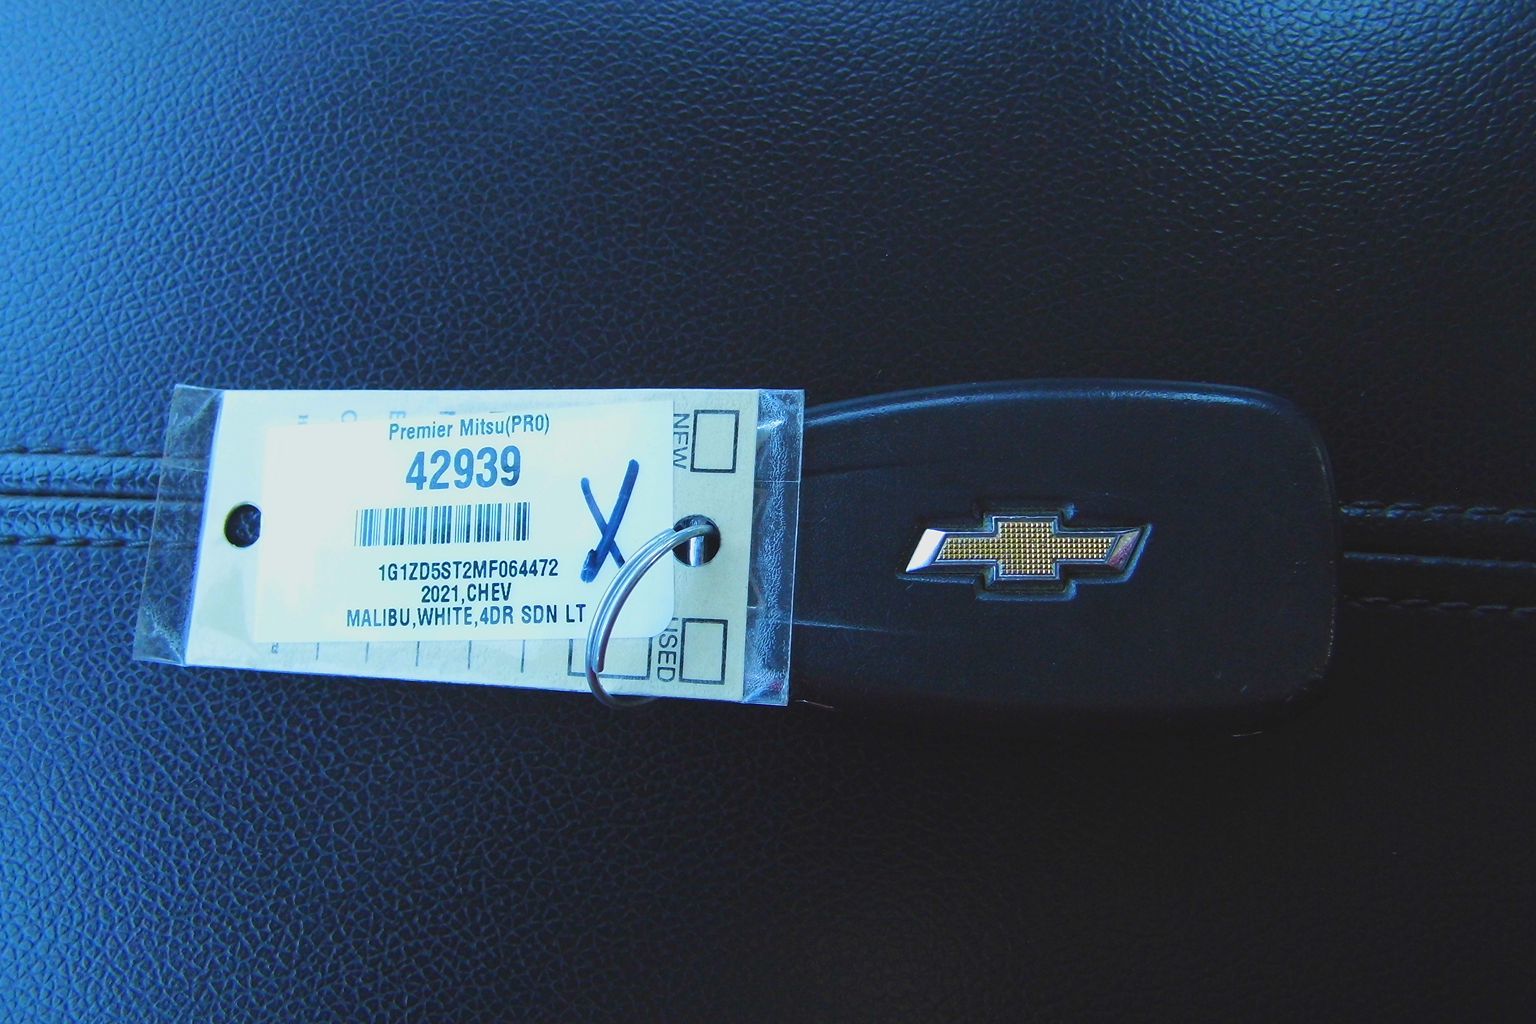 Premier Mitsu(PR0)
42939
1G1ZD5ST2MF064472
2021,CHEV
MALIBU,WHITE,4DR SDN LT
X
NEW
USED